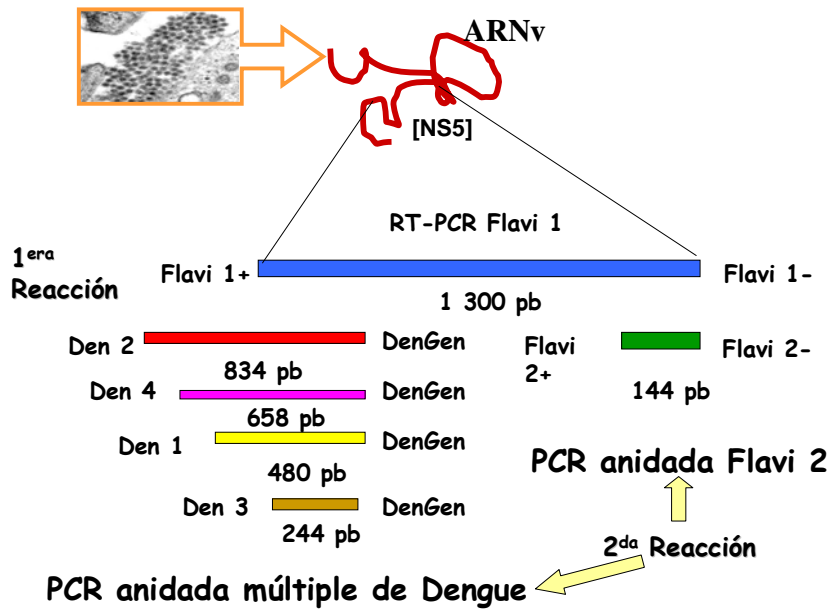 ARNv
[NS5]
RT-PCR Flavi 1
1era
Reacción
Flavi 1+
Flavi 1-
1 300 pb
Den 2
DenGen
834 pb
Den 4
DenGen
658 pb
Den 1
DenGen
480 pb
Den 3
DenGen
244 pb
Flavi
2+
Flavi 2-
144 pb
PCR anidada Flavi 2
2da Reacción
PCR anidada múltiple de Dengue